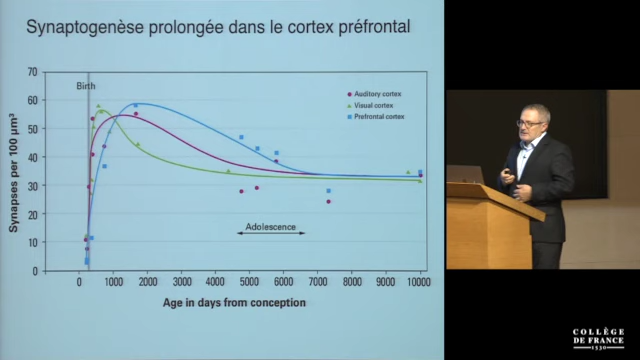 Synaptogenèse prolongée dans le cortex préfrontal
70
60
50
40
30
20
10
0
Synapses per 100 μm³
Birth
Auditory cortex
Visual cortex
Prefrontal cortex
Adolescence
0 1000 2000 3000 4000 5000 6000 7000 8000 9000 10000
Age in days from conception
COLLÈGE
DE FRANCE
1530